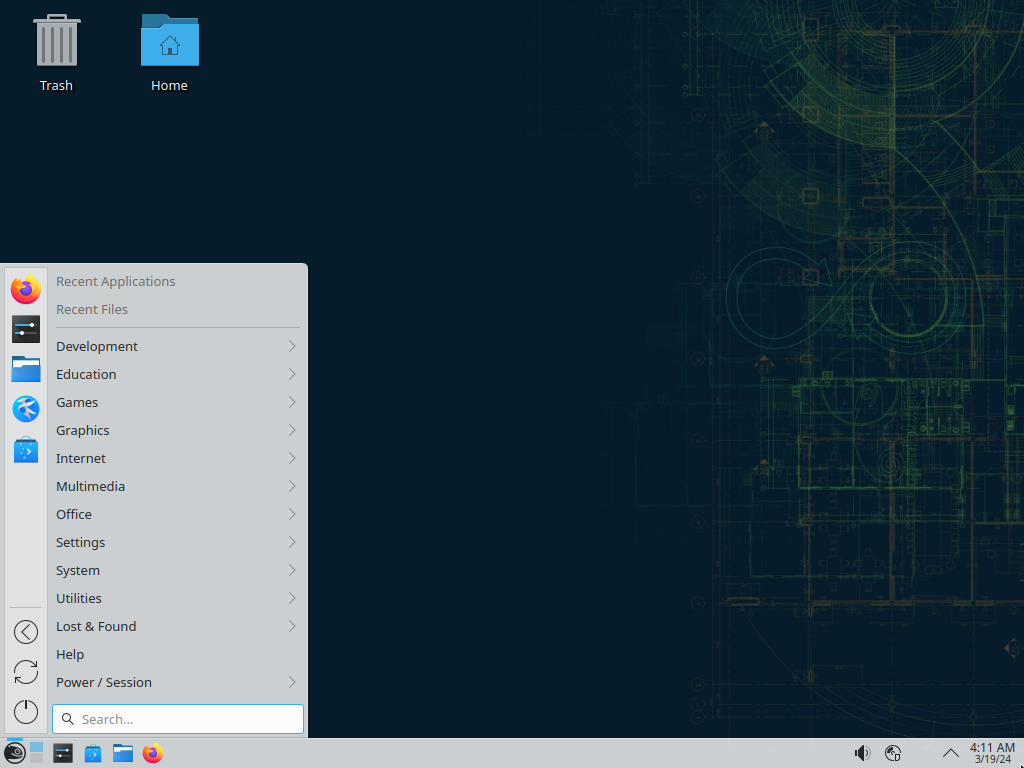 Trash
Home
Recent Applications
Recent Files
Development
Education
Games
Graphics
Internet
Multimedia
Office
Settings
System
Utilities
Lost & Found
Help
Power / Session
Search...
4:11 AM
3/19/24